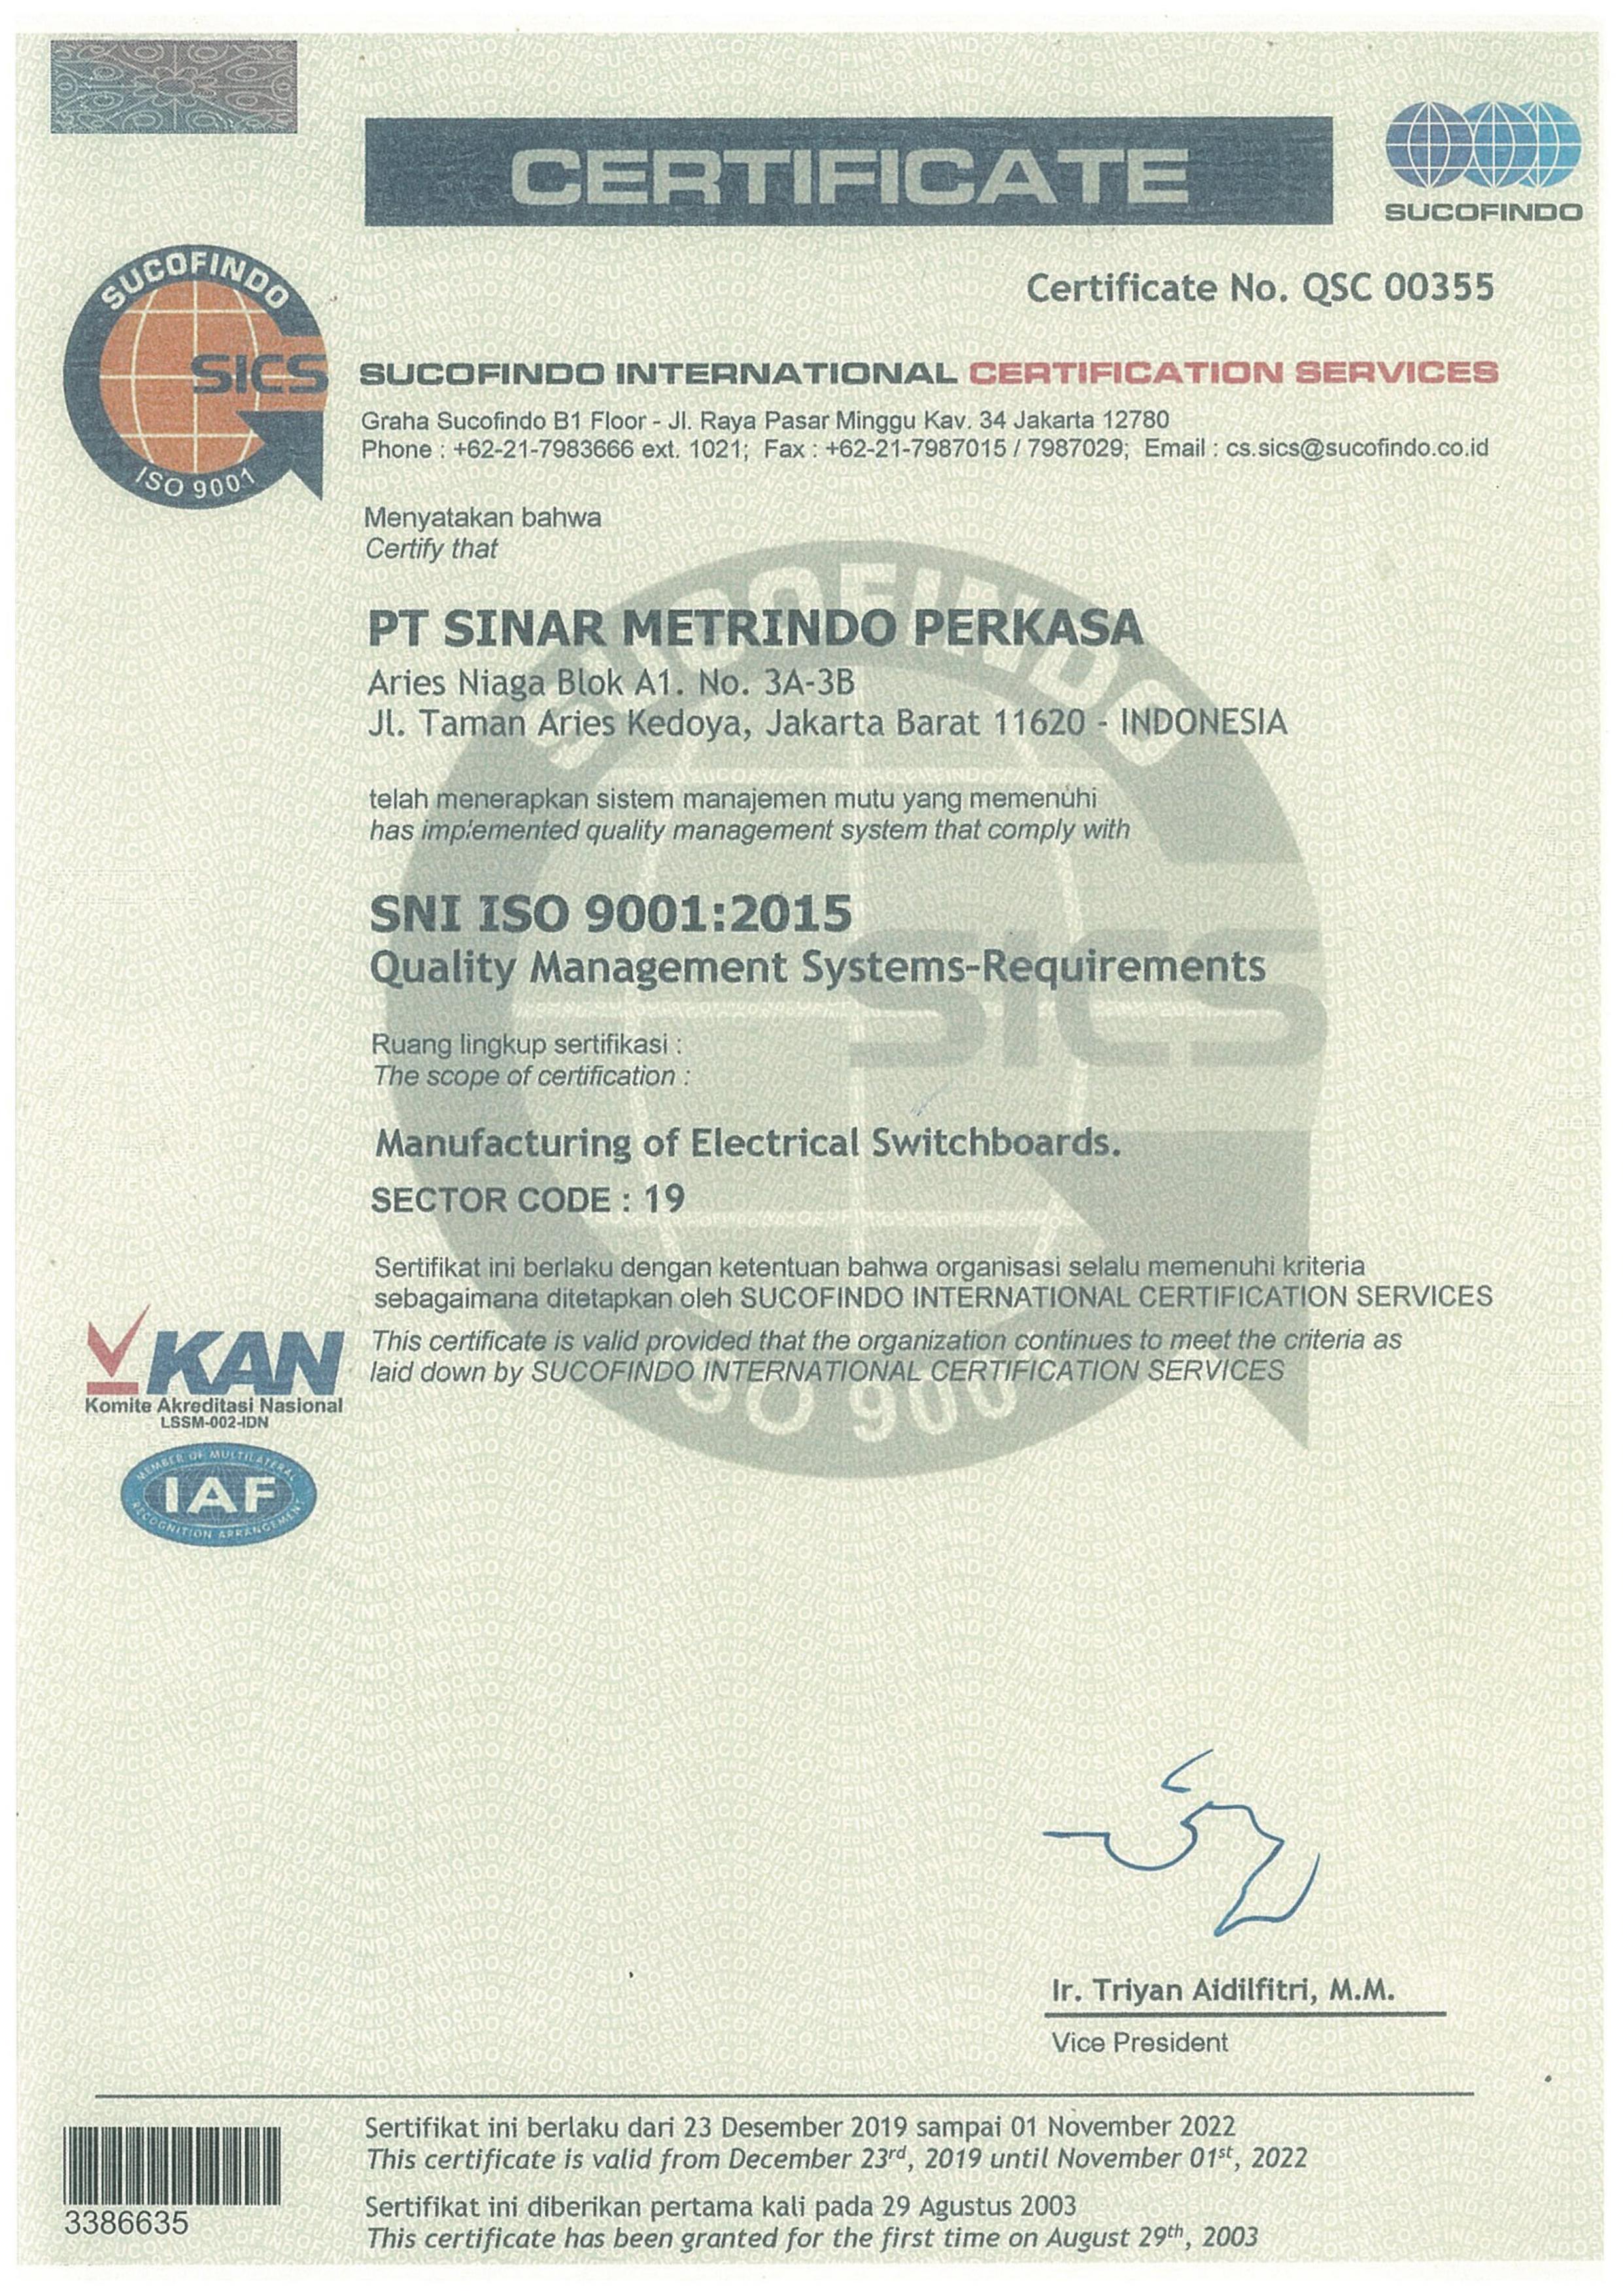 CERTIFICATE
SUCOFINDO
Certificate No. QSC 00355
SUCOFINDO
SICS
ISO 9001
SUCOFINDO INTERNATIONAL CERTIFICATION SERVICES
Graha Sucofindo B1 Floor - Jl. Raya Pasar Minggu Kav. 34 Jakarta 12780
Phone : +62-21-7983666 ext. 1021; Fax : +62-21-7987015 / 7987029; Email : cs.sics@sucofindo.co.id
Menyatakan bahwa
Certify that
PT SINAR METRINDO PERKASA
Aries Niaga Blok A1. No. 3A-3B
Jl. Taman Aries Kedoya, Jakarta Barat 11620 - INDONESIA
telah menerapkan sistem manajemen mutu yang memenuhi
has implemented quality management system that comply with
SNI ISO 9001:2015
Quality Management Systems-Requirements
Ruang lingkup sertifikasi :
The scope of certification :
Manufacturing of Electrical Switchboards.
SECTOR CODE : 19
Sertifikat ini berlaku dengan ketentuan bahwa organisasi selalu memenuhi kriteria
sebagaimana ditetapkan oleh SUCOFINDO INTERNATIONAL CERTIFICATION SERVICES
This certificate is valid provided that the organization continues to meet the criteria as
laid down by SUCOFINDO INTERNATIONAL CERTIFICATION SERVICES
KAN
Komite Akreditasi Nasional
LSSM-002-IDN
MEMBER OF MULTILATERAL
IAF
RECOGNITION ARRANGEMENT
SUCOFINDO
SICS
ISO 900
Ir. Triyan Aidilfitri, M.M.
Vice President
Sertifikat ini berlaku dari 23 Desember 2019 sampai 01 November 2022
This certificate is valid from December 23rd, 2019 until November 01st, 2022
3386635
Sertifikat ini diberikan pertama kali pada 29 Agustus 2003
This certificate has been granted for the first time on August 29th, 2003